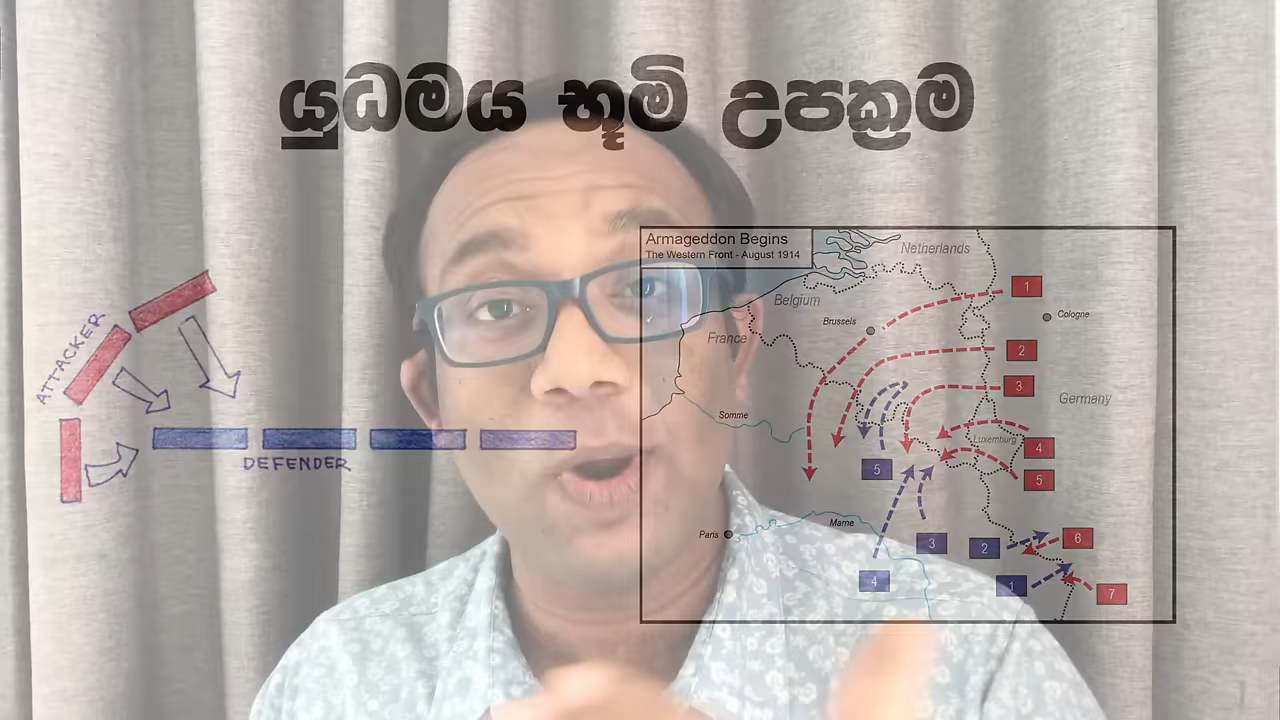 යුධමය භූමි උපක්‍රම
ATTACKER
DEFENDER
Armageddon Begins
The Western Front - August 1914
Netherlands
Belgium
Brussels
Cologne
France
Germany
Somme
Luxemburg
Paris
Marne
1
2
3
4
5
6
7
5
3
2
4
1